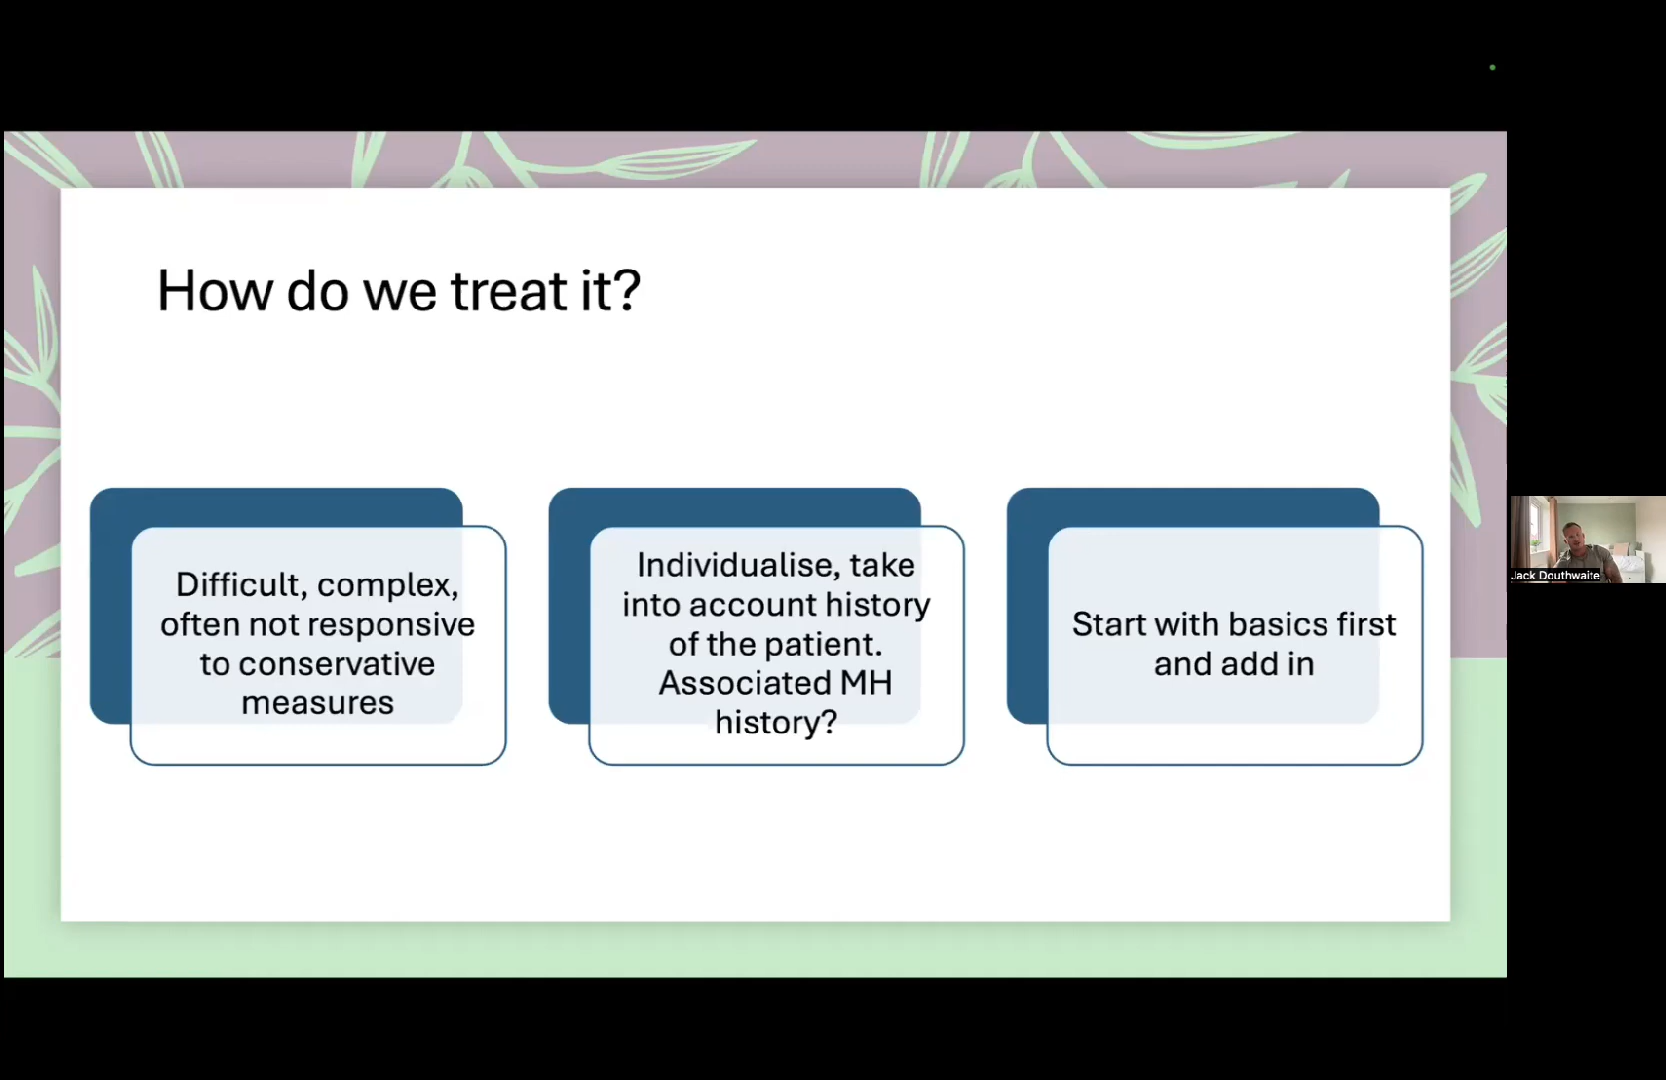 How do we treat it?
Difficult, complex,
often not responsive
to conservative
measures
Individualise, take
into account history
of the patient.
Associated MH
history?
Start with basics first
and add in
Jack Douthwaite